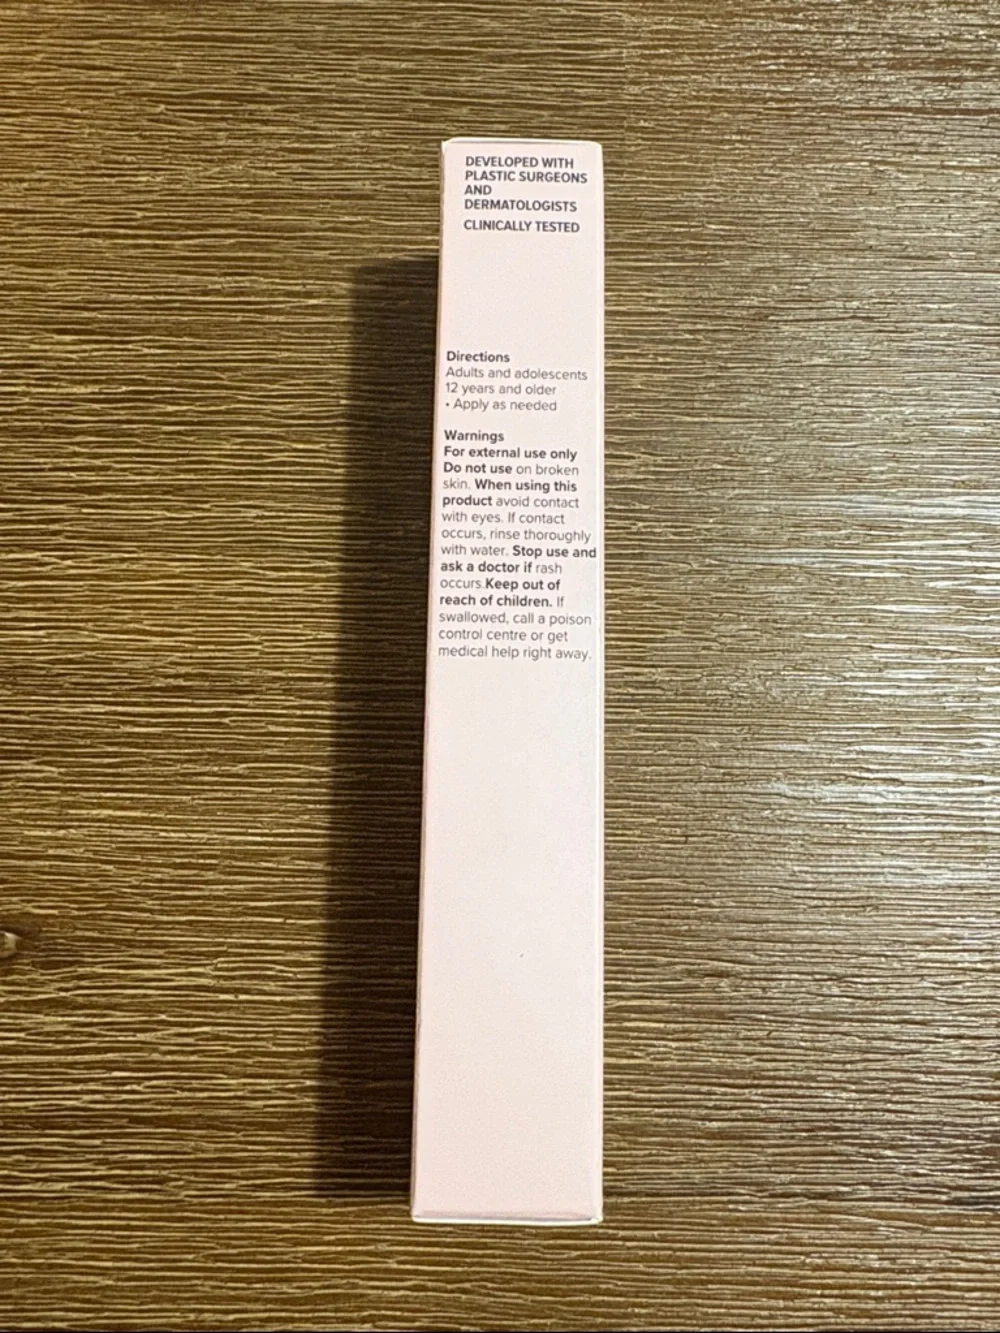 DEVELOPED WITH
PLASTIC SURGEONS
AND
DERMATOLOGISTS
CLINICALLY TESTED
Directions
Adults and adolescents
12 years and older
• Apply as needed
Warnings
For external use only
Do not use on broken
skin. When using this
product avoid contact
with eyes. If contact
occurs, rinse thoroughly
with water. Stop use and
ask a doctor if rash
occurs.Keep out of
reach of children. If
swallowed, call a poison
control centre or get
medical help right away.